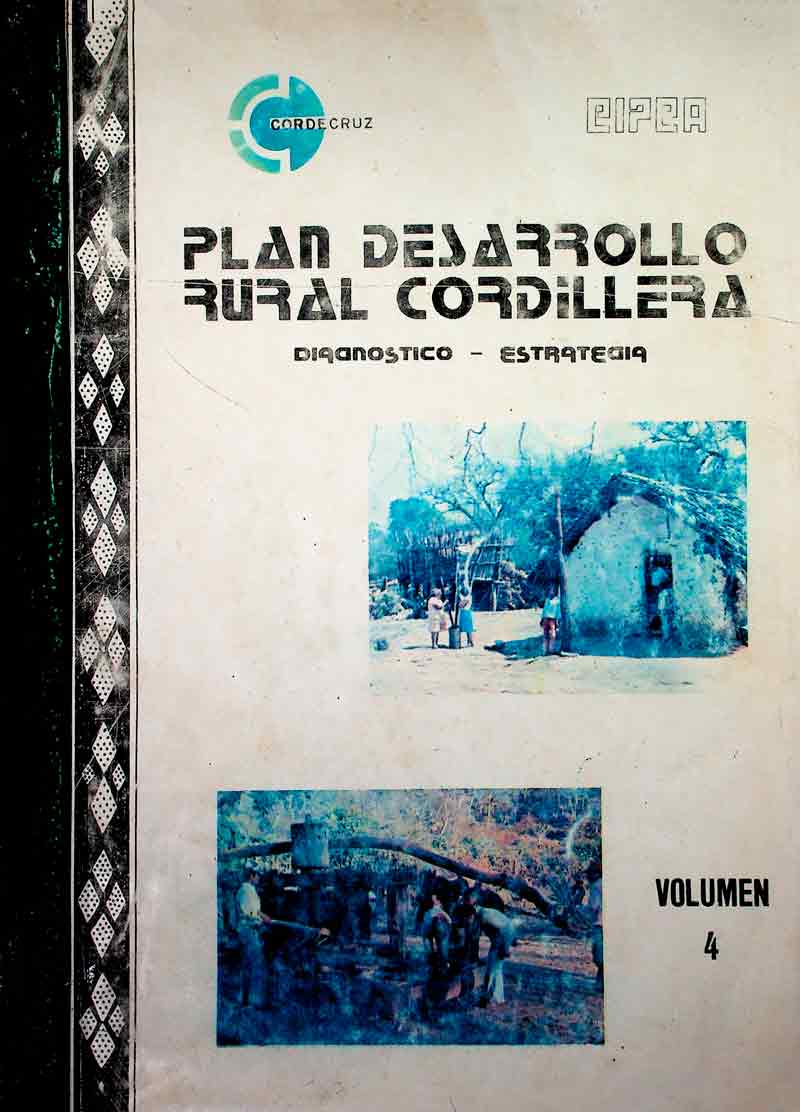 CORDECRUZ
CIPCA
PLAN DESARROLLO
RURAL CORDILLERA
DIAGNOSTICO - ESTRATEGIA
VOLUMEN
4